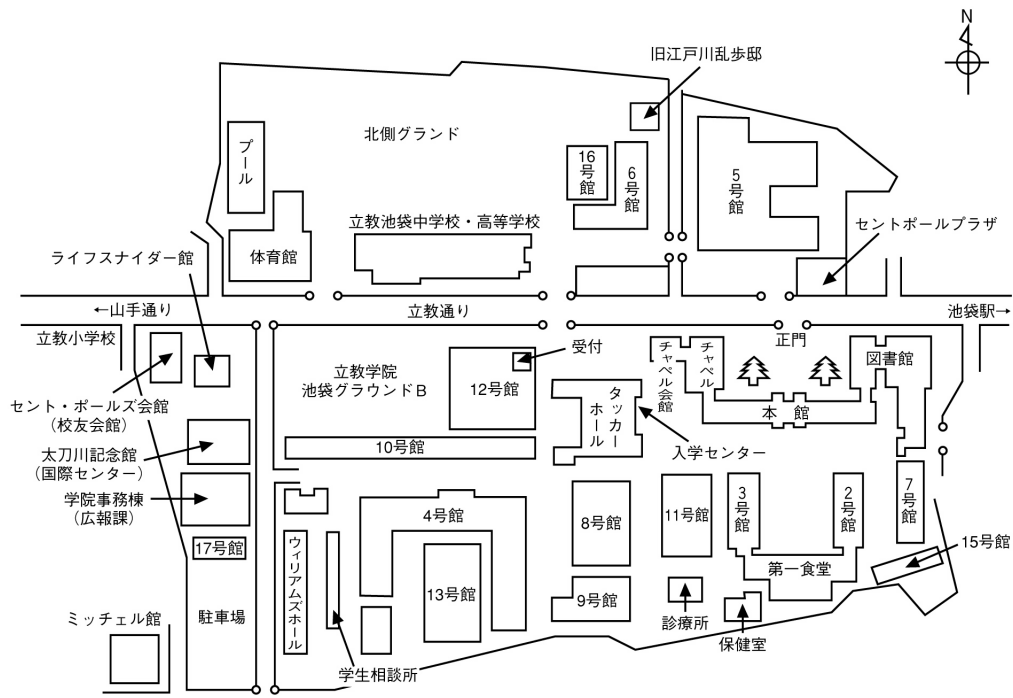 N
旧江戸川乱歩邸
北側グランド
プール
16号館
6号館
5号館
立教池袋中学校・高等学校
セントポールプラザ
体育館
ライフスナイダー館
←山手通り
立教通り
池袋駅→
立教小学校
正門
受付
チャペル会館
チャペル
図書館
立教学院
池袋グラウンドB
12号館
タッカー
ホール
本館
セント・ポールズ会館
(校友会館)
10号館
入学センター
太刀川記念館
(国際センター)
学院事務棟
(広報課)
4号館
8号館
11号館
3号館
2号館
7号館
17号館
ウィリアムズホール
13号館
9号館
第一食堂
15号館
ミッチェル館
駐車場
診療所
保健室
学生相談所